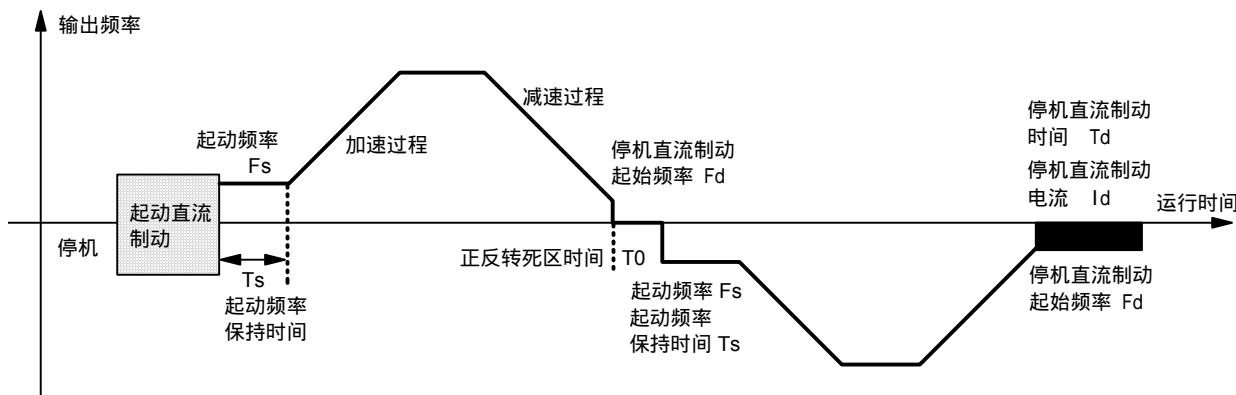 输出频率
减速过程
起动频率
Fs
加速过程
停机直流制动
起始频率 Fd
停机直流制动
时间 Td
停机直流制动
电流 Id
运行时间
起动直流
制动
停机
Ts
起动频率
保持时间
正反转死区时间 T0
起动频率 Fs
起动频率
保持时间 Ts
停机直流制动
起始频率 Fd